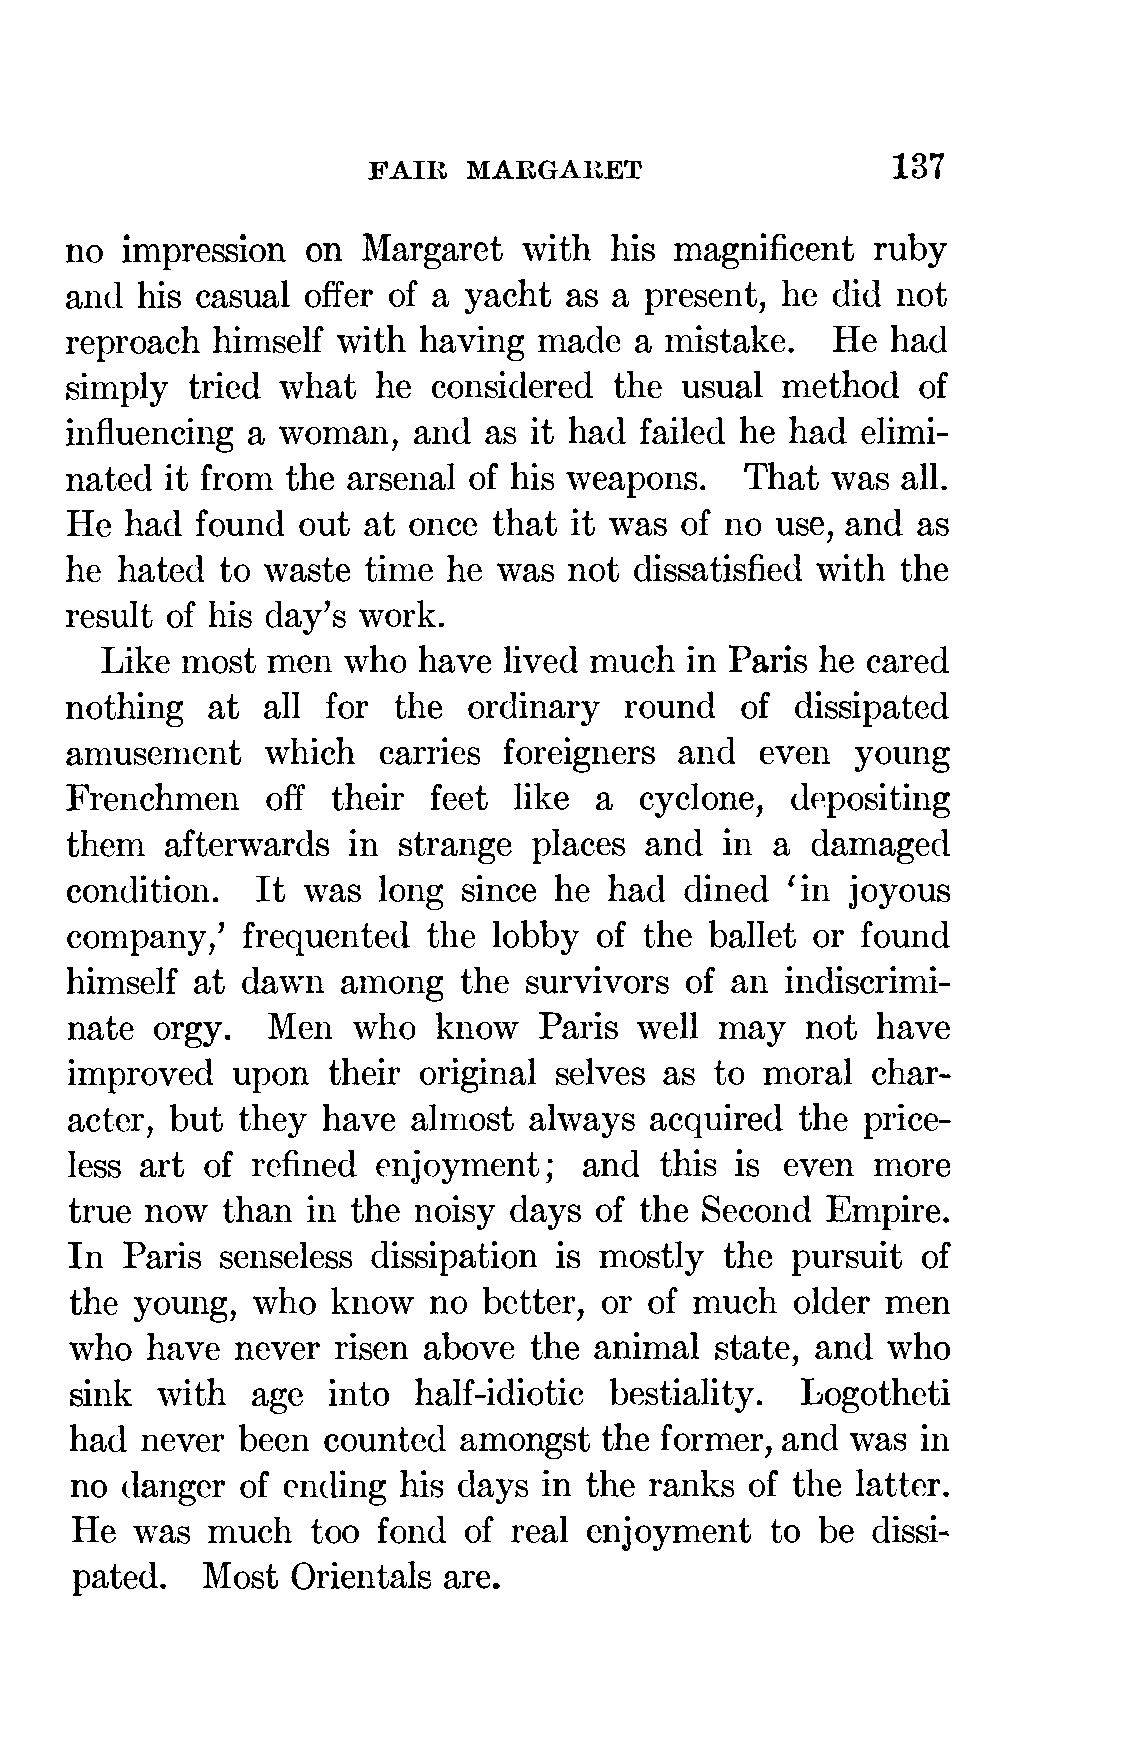 FAIR MARGARET 137
no impression on Margaret with his magnificent ruby
and his casual offer of a yacht as a present, he did not
reproach himself with having made a mistake. He had
simply tried what he considered the usual method of
influencing a woman, and as it had failed he had elimi-
nated it from the arsenal of his weapons. That was all.
He had found out at once that it was of no use, and as
he hated to waste time he was not dissatisfied with the
result of his day's work.
Like most men who have lived much in Paris he cared
nothing at all for the ordinary round of dissipated
amusement which carries foreigners and even young
Frenchmen off their feet like a cyclone, depositing
them afterwards in strange places and in a damaged
condition. It was long since he had dined 'in joyous
company,' frequented the lobby of the ballet or found
himself at dawn among the survivors of an indiscrimi-
nate orgy. Men who know Paris well may not have
improved upon their original selves as to moral char-
acter, but they have almost always acquired the price-
less art of refined enjoyment; and this is even more
true now than in the noisy days of the Second Empire.
In Paris senseless dissipation is mostly the pursuit of
the young, who know no better, or of much older men
who have never risen above the animal state, and who
sink with age into half-idiotic bestiality. Logotheti
had never been counted amongst the former, and was in
no danger of ending his days in the ranks of the latter.
He was much too fond of real enjoyment to be dissi-
pated. Most Orientals are.